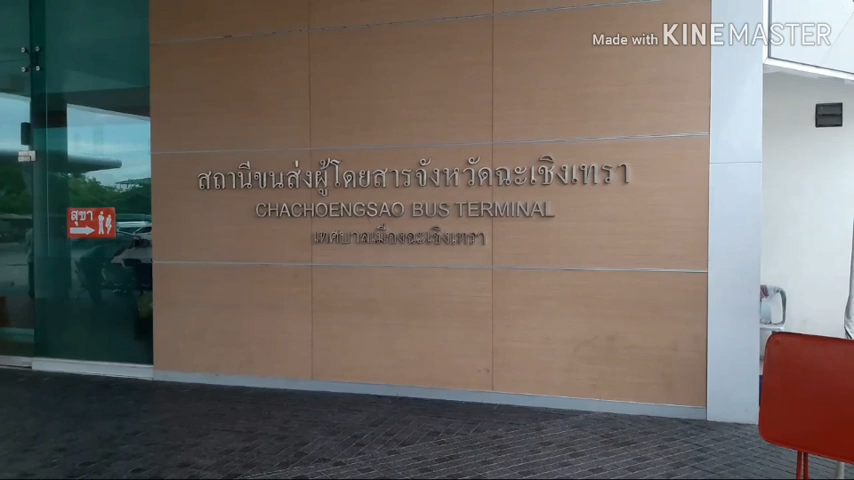 Made with KINEMASTER
สถานีขนส่งผู้โดยสารจังหวัดฉะเชิงเทรา
CHACHOENGSAO BUS TERMINAL
เทศบาลเมืองฉะเชิงเทรา
สุขา